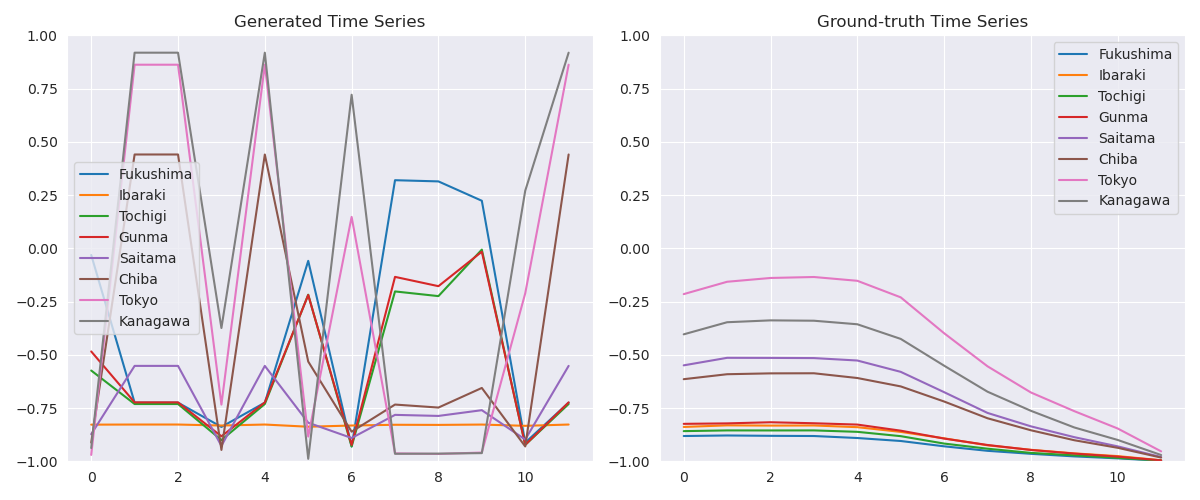 Generated Time Series
1.00
0.75
0.50
0.25
0.00
−0.25
−0.50
−0.75
−1.00
0 2 4 6 8 10
Fukushima
Ibaraki
Tochigi
Gunma
Saitama
Chiba
Tokyo
Kanagawa
Ground-truth Time Series
1.00
0.75
0.50
0.25
0.00
−0.25
−0.50
−0.75
−1.00
0 2 4 6 8 10
Fukushima
Ibaraki
Tochigi
Gunma
Saitama
Chiba
Tokyo
Kanagawa